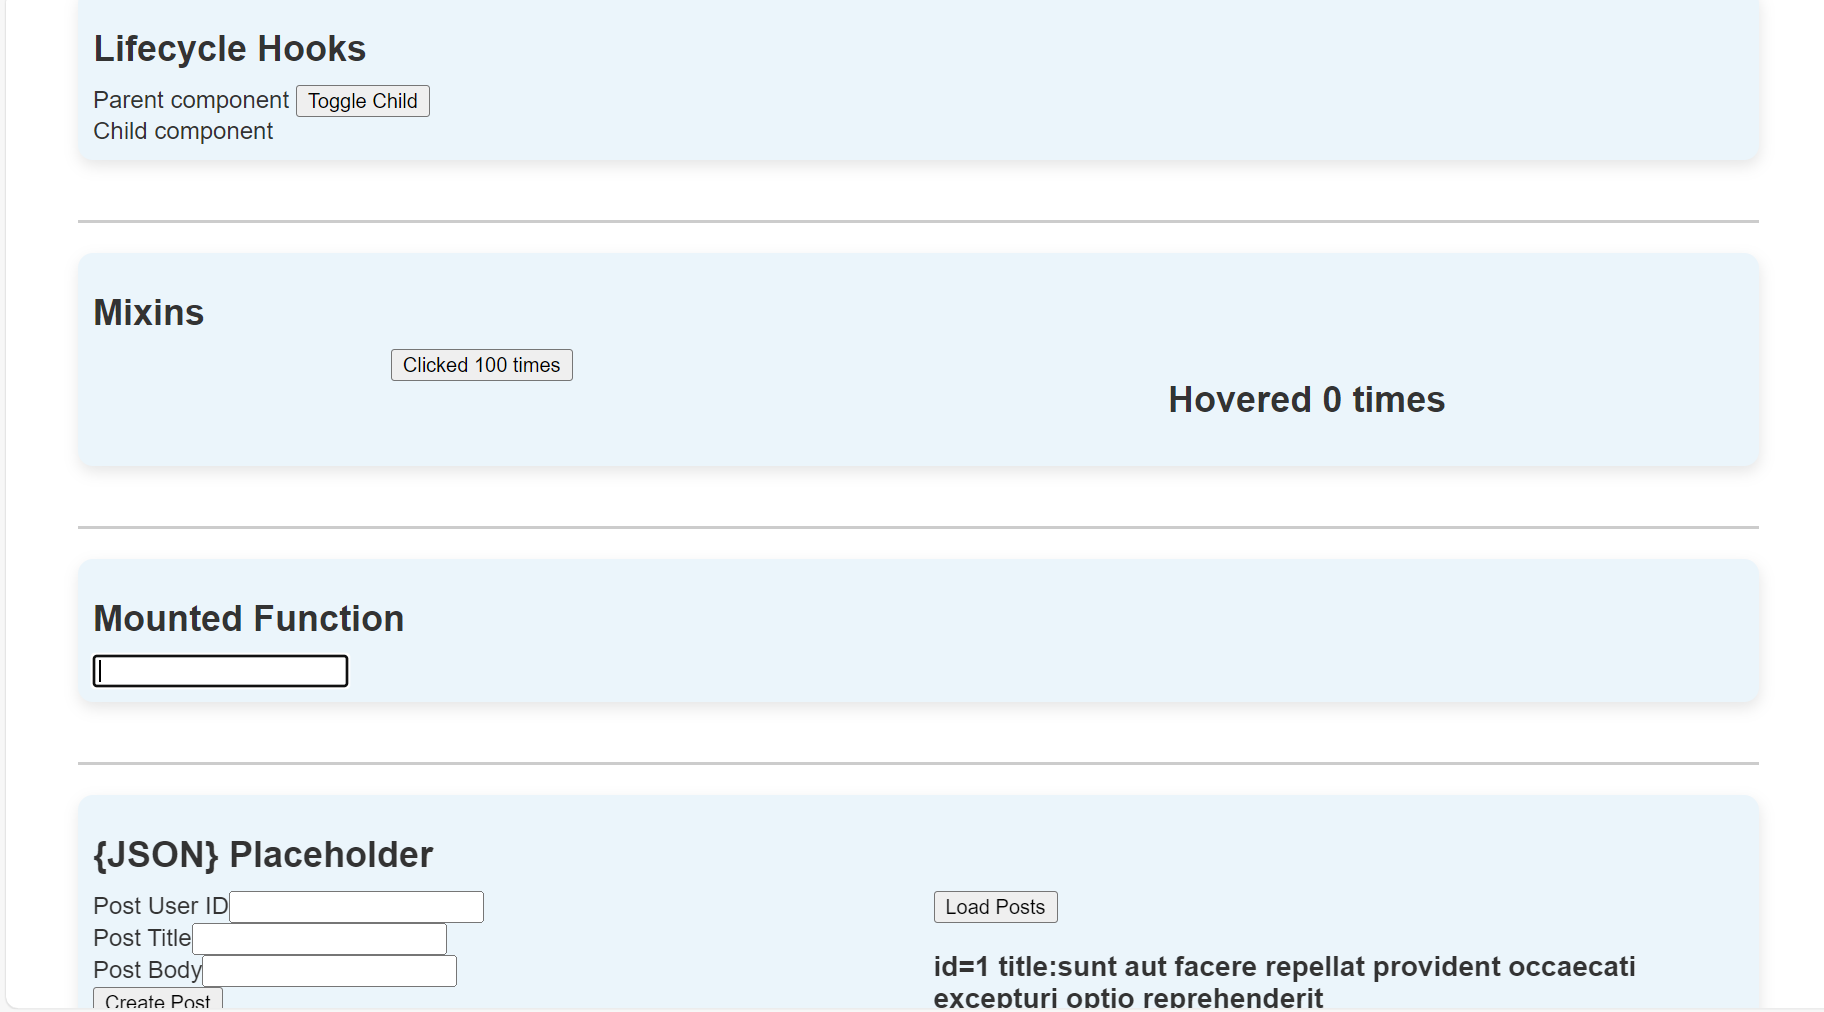 Lifecycle Hooks
Parent component Toggle Child
Child component
Mixins
Clicked 100 times
Hovered 0 times
Mounted Function
{JSON} Placeholder
Post User ID
Post Title
Post Body
Create Post
Load Posts
id=1 title:sunt aut facere repellat provident occaecati
excepturi optio reprehenderit